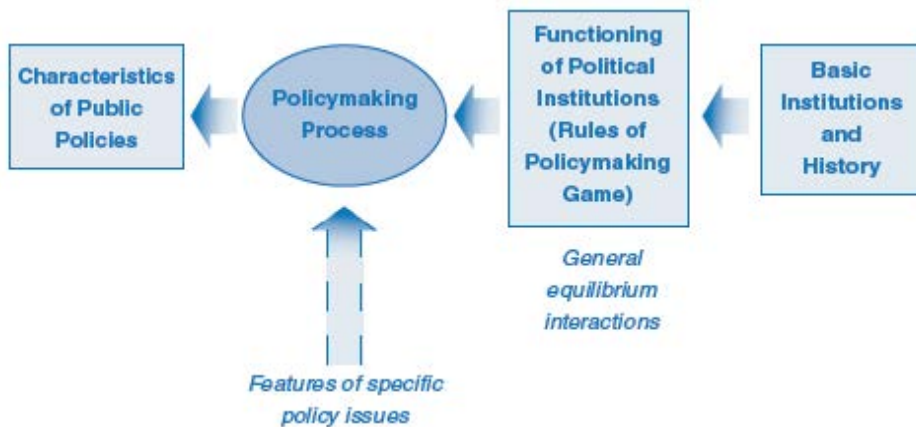 Characteristics
of Public
Policies
Policymaking
Process
Functioning
of Political
Institutions
(Rules of
Policymaking
Game)
Basic
Institutions
and
History
General
equilibrium
interactions
Features of specific
policy issues